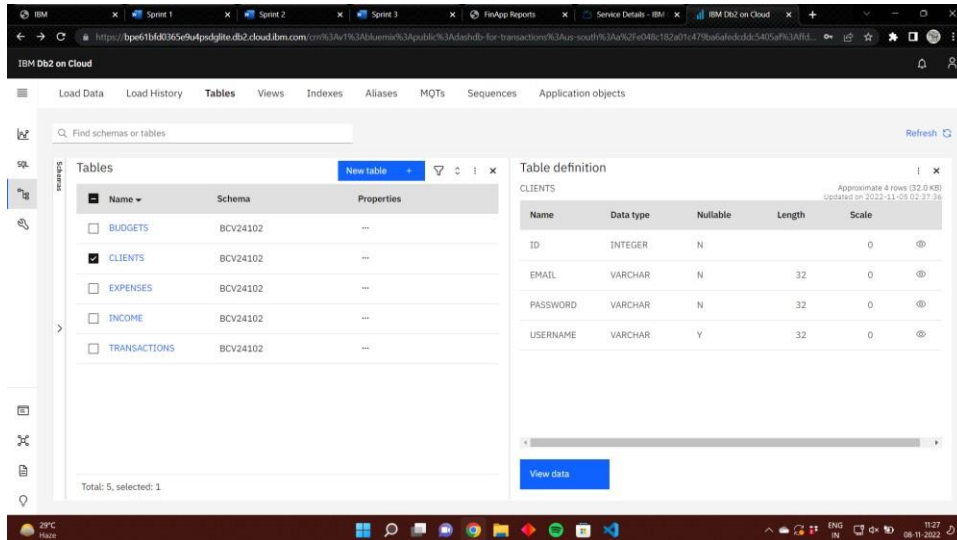 IBM
Sprint 1
Sprint 2
Sprint 3
FinApp Reports
Service Details - IBM
IBM Db2 on Cloud
IBM Db2 on Cloud
Load Data Load History Tables Views Indexes Aliases MQTs Sequences Application objects
Find schemas or tables
Refresh
SQL
Schemas
Tables
New table +
Name Schema Properties
BUDGETS BCV24102 ...
CLIENTS BCV24102 ...
EXPENSES BCV24102 ...
INCOME BCV24102 ...
TRANSACTIONS BCV24102 ...
Total: 5, selected: 1
Table definition
CLIENTS
Approximate 4 rows (32.0 KB)
Updated on 2022-11-05 02:37:36
Name Data type Nullable Length Scale
ID INTEGER N 0
EMAIL VARCHAR N 32 0
PASSWORD VARCHAR N 32 0
USERNAME VARCHAR Y 32 0
View data
29°C
Haze
ENG
IN
11:27
08-11-2022